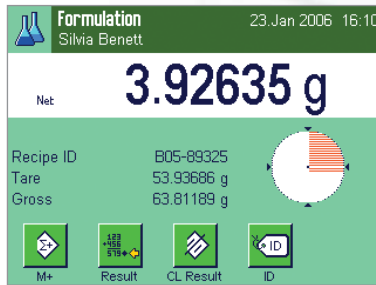 Formulation 23.Jan 2006 16:10
Silvia Benett
Net 3.92635 g
Recipe ID B05-89325
Tare 53.93686 g
Gross 63.81189 g
Σ+ 123 ID
+456
579
M+ Result CL Result ID